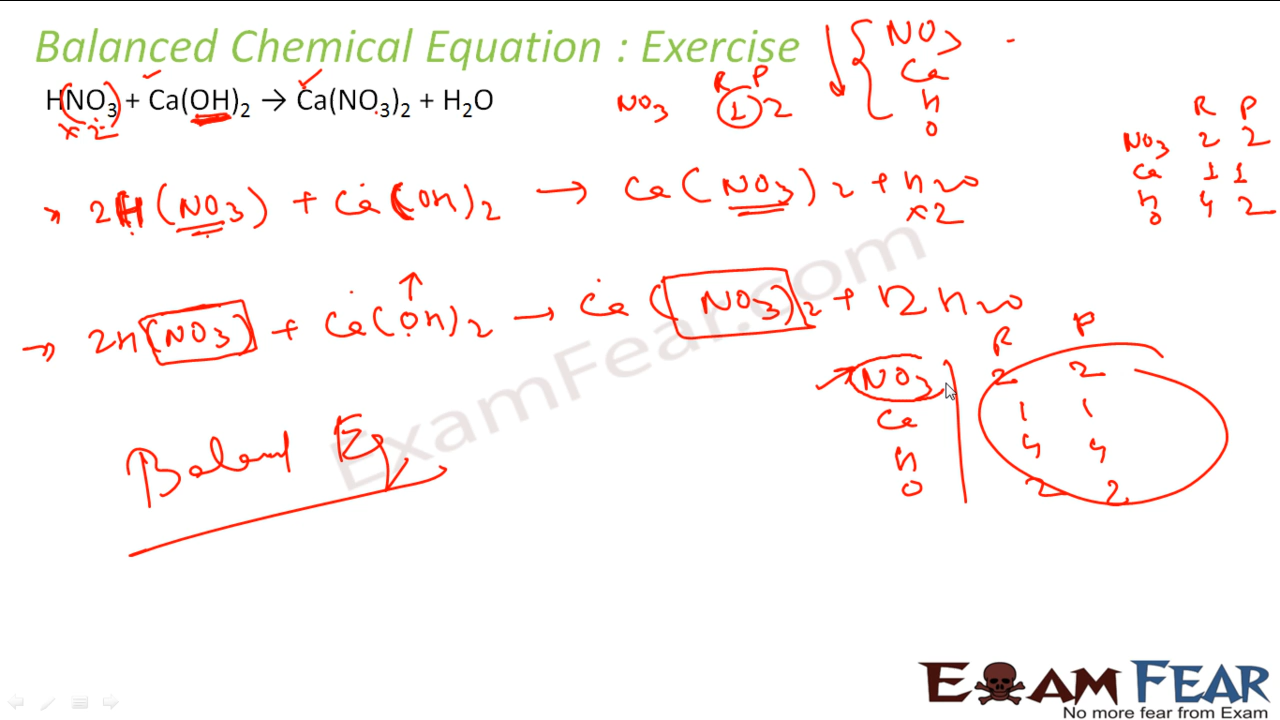 Balanced Chemical Equation : Exercise
HNO3 + Ca(OH)2 → Ca(NO3)2 + H2O
×2
NO3
R P
1 2
NO3
Ca
H
O
R P
NO3 2 2
Ca 1 1
H 4 2
O
2H(NO3) + Ca(OH)2 → Ca(NO3)2 + H2O
×2
→ 2H(NO3) + Ca(OH)2 → Ca(NO3)2 + 2H2O
R P
NO3 2 2
Ca 1 1
H 4 4
O 2 2
Eq
ExamFear.com
EXAM FEAR
No more fear from Exam